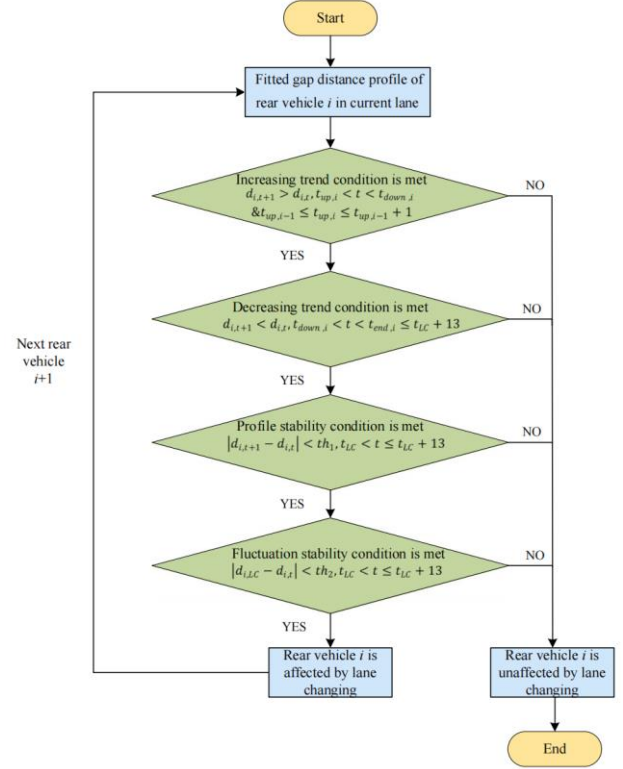 Start
Fitted gap distance profile of
rear vehicle i in current lane
Increasing trend condition is met
d_{i,t+1} > d_{i,t}, t_{up,i} < t < t_{down,i}
&t_{up,i-1} ≤ t_{up,i} ≤ t_{up,i-1} + 1
NO
YES
Decreasing trend condition is met
d_{i,t+1} < d_{i,t}, t_{down,i} < t < t_{end,i} ≤ t_{LC} + 13
NO
YES
Next rear
vehicle
i+1
Profile stability condition is met
|d_{i,t+1} − d_{i,t}| < th_1, t_{LC} < t ≤ t_{LC} + 13
NO
YES
Fluctuation stability condition is met
|d_{i,LC} − d_{i,t}| < th_2, t_{LC} < t ≤ t_{LC} + 13
NO
YES
Rear vehicle i is
affected by lane
changing
Rear vehicle i is
unaffected by lane
changing
End